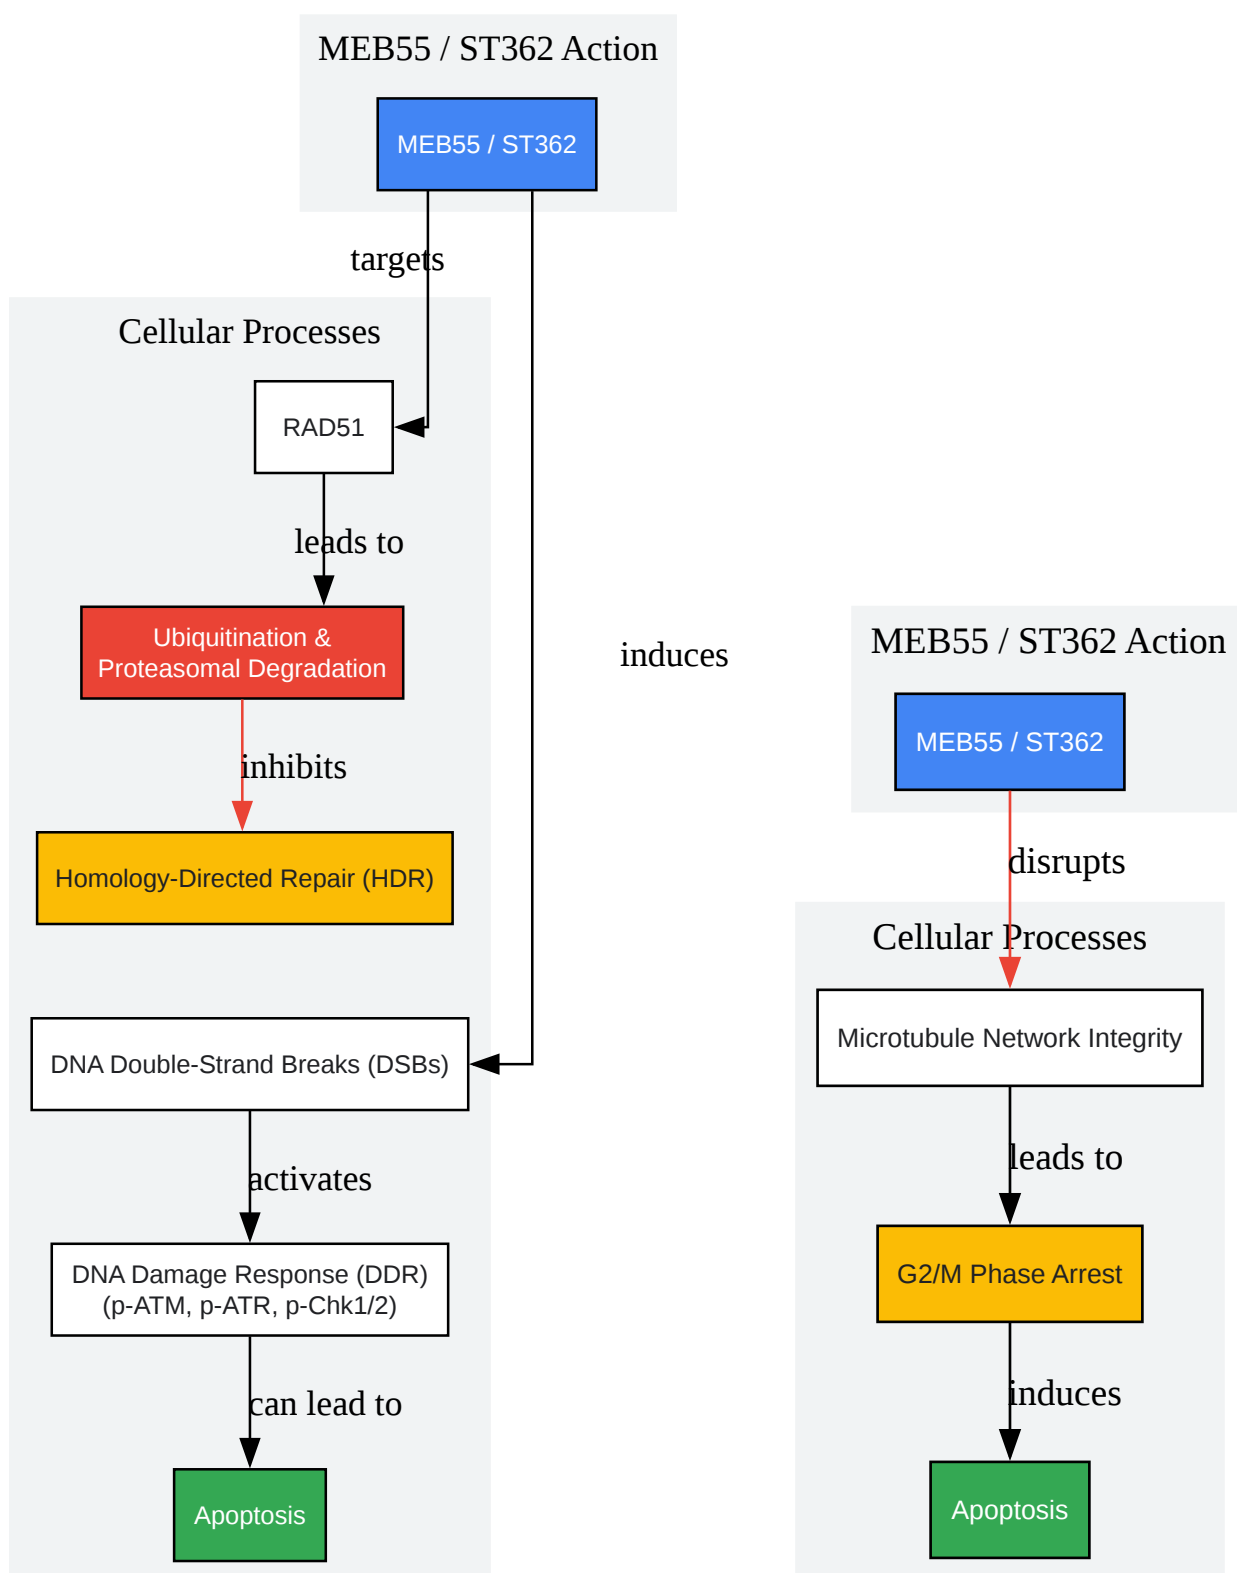 MEB55 / ST362 Action
MEB55 / ST362
targets
Cellular Processes
RAD51
leads to
Ubiquitination &
Proteasomal Degradation
inhibits
Homology-Directed Repair (HDR)
induces
DNA Double-Strand Breaks (DSBs)
activates
DNA Damage Response (DDR)
(p-ATM, p-ATR, p-Chk1/2)
can lead to
Apoptosis
MEB55 / ST362 Action
MEB55 / ST362
disrupts
Cellular Processes
Microtubule Network Integrity
leads to
G2/M Phase Arrest
induces
Apoptosis